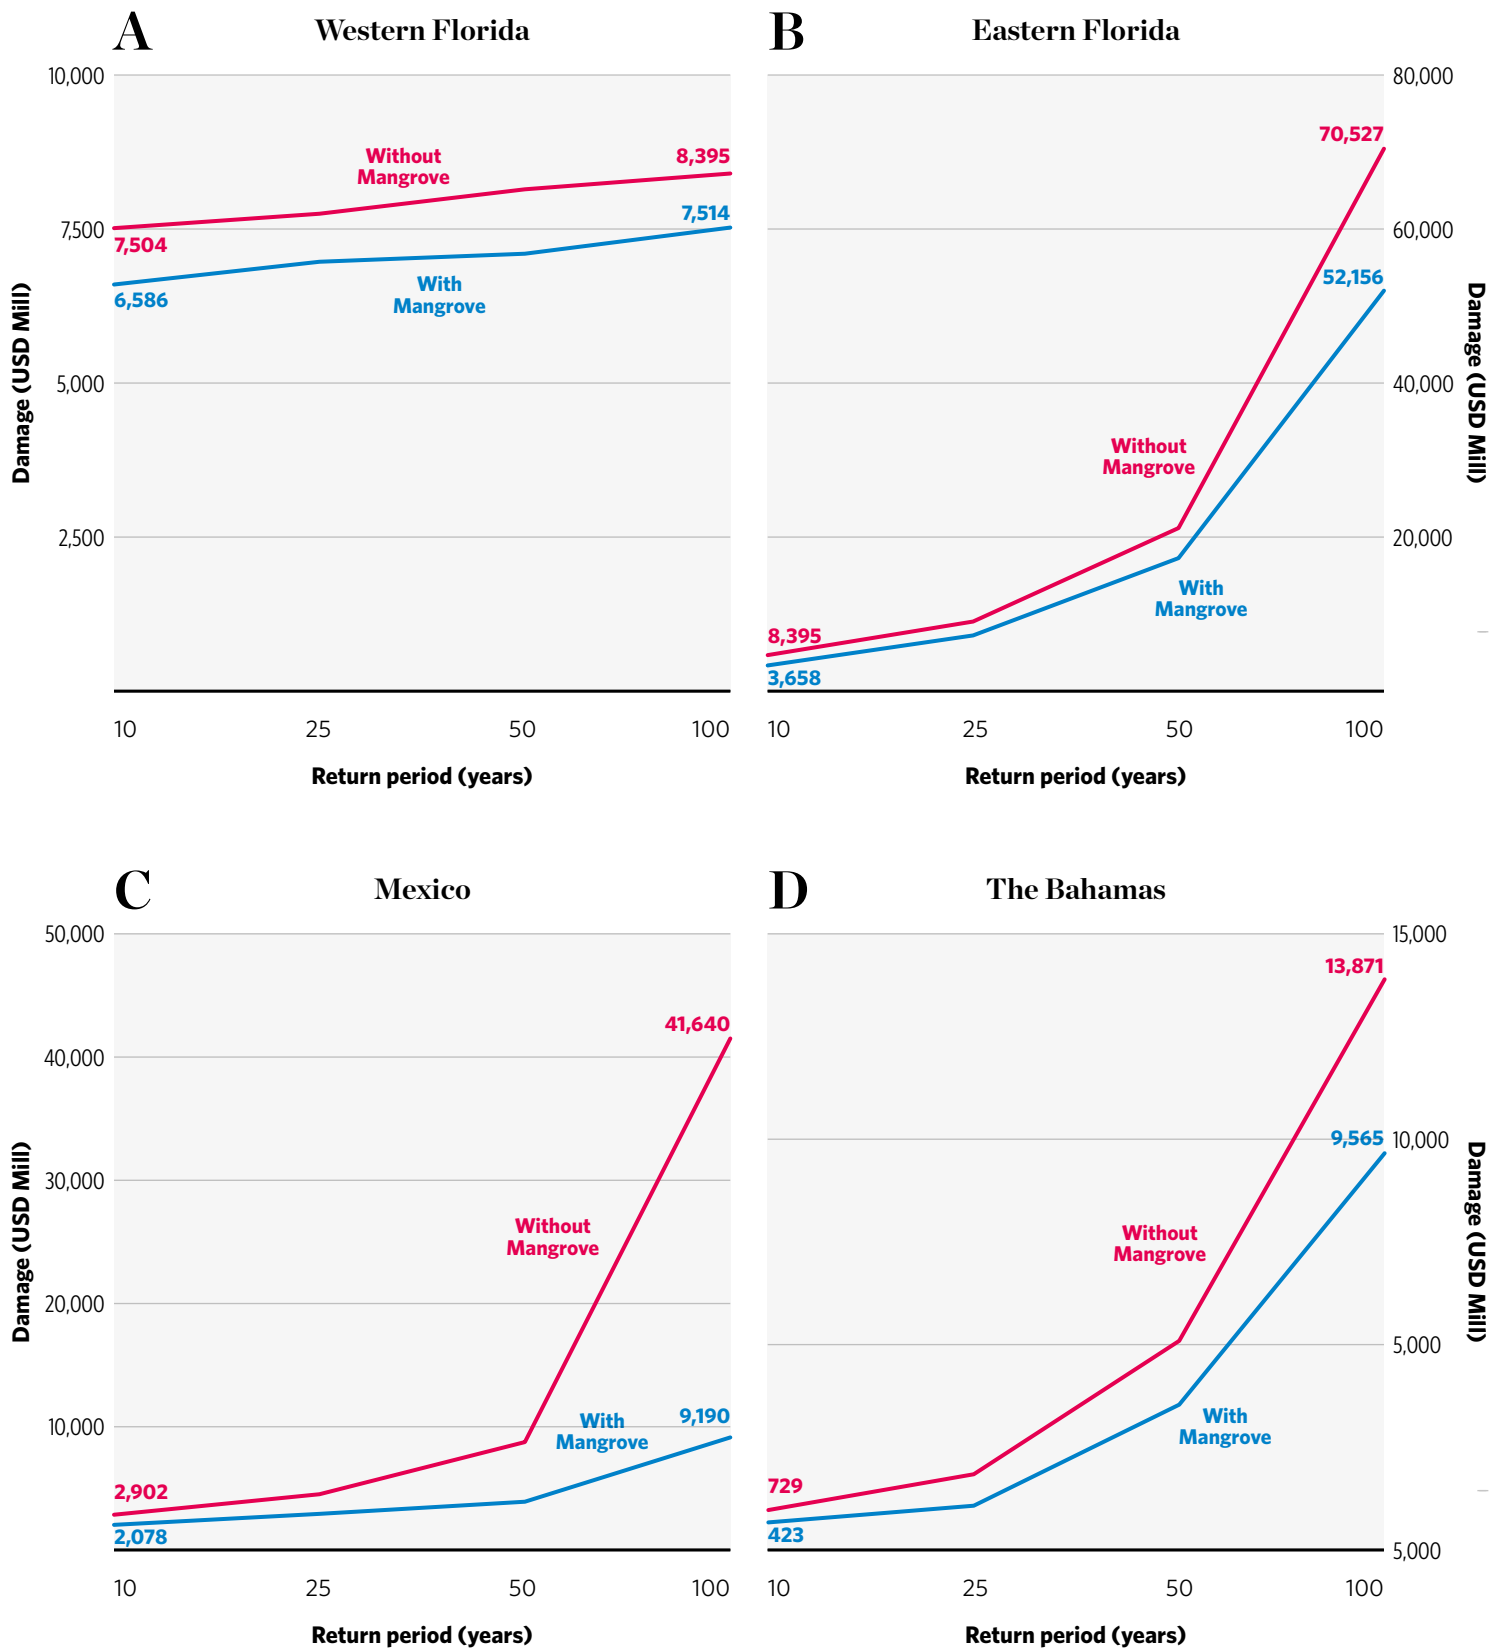 A
Western Florida
10,000
7,500
5,000
2,500
Damage (USD Mill)
Without
Mangrove
8,395
7,504
7,514
With
Mangrove
6,586
10
25
50
100
Return period (years)
B
Eastern Florida
80,000
60,000
40,000
20,000
Damage (USD Mill)
70,527
52,156
Without
Mangrove
With
Mangrove
8,395
3,658
10
25
50
100
Return period (years)
C
Mexico
50,000
40,000
30,000
20,000
10,000
Damage (USD Mill)
41,640
Without
Mangrove
With
Mangrove
9,190
2,902
2,078
10
25
50
100
Return period (years)
D
The Bahamas
15,000
10,000
5,000
5,000
Damage (USD Mill)
13,871
9,565
Without
Mangrove
With
Mangrove
729
423
10
25
50
100
Return period (years)